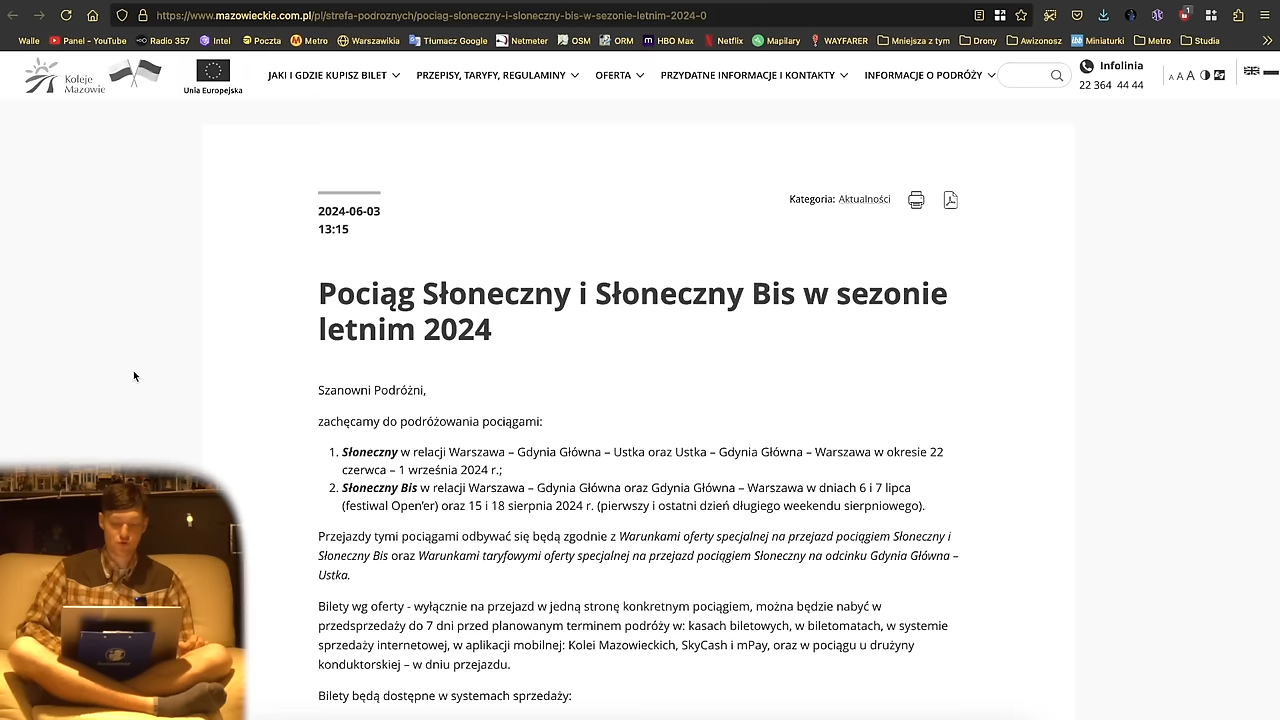 https://www.mazowieckie.com.pl/pl/strefa-podroznych/pociag-sloneczny-i-sloneczny-bis-w-sezonie-letnim-2024-0
Walle Panel - YouTube Radio 357 Intel Poczta Metro Warszawikia Tłumacz Google Netmeter OSM ORM HBO Max Netflix Mapilary WAYFARER Mniejsza z tym Drony Awizonosz Miniatuki Metro Studia
Koleje
Mazowieckie
Unia Europejska
JAKI I GDZIE KUPISZ BILET PRZEPISY, TARYFY, REGULAMINY OFERTA PRZYDATNE INFORMACJE I KONTAKTY INFORMACJE O PODRÓŻY
Infolinia
22 364 44 44
A A A
2024-06-03
13:15
Kategoria: Aktualności
Pociąg Słoneczny i Słoneczny Bis w sezonie
letnim 2024
Szanowni Podróżni,
zachęcamy do podróżowania pociągami:
1. Słoneczny w relacji Warszawa – Gdynia Główna – Ustka oraz Ustka – Gdynia Główna – Warszawa w okresie 22
czerwca – 1 września 2024 r.;
2. Słoneczny Bis w relacji Warszawa – Gdynia Główna oraz Gdynia Główna – Warszawa w dniach 6 i 7 lipca
(festiwal Open'er) oraz 15 i 18 sierpnia 2024 r. (pierwszy i ostatni dzień długiego weekendu sierpniowego).
Przejazdy tymi pociągami odbywać się będą zgodnie z Warunkami oferty specjalnej na przejazd pociągiem Słoneczny i
Słoneczny Bis oraz Warunkami taryfowymi oferty specjalnej na przejazd pociągiem Słoneczny na odcinku Gdynia Główna –
Ustka.
Bilety wg oferty - wyłącznie na przejazd w jedną stronę konkretnym pociągiem, można będzie nabyć w
przedsprzedaży do 7 dni przed planowanym terminem podróży w: kasach biletowych, w biletomatach, w systemie
sprzedaży internetowej, w aplikacji mobilnej: Kolei Mazowieckich, SkyCash i mPay, oraz w pociągu u drużyny
konduktorskiej – w dniu przejazdu.
Bilety będą dostępne w systemach sprzedaży: